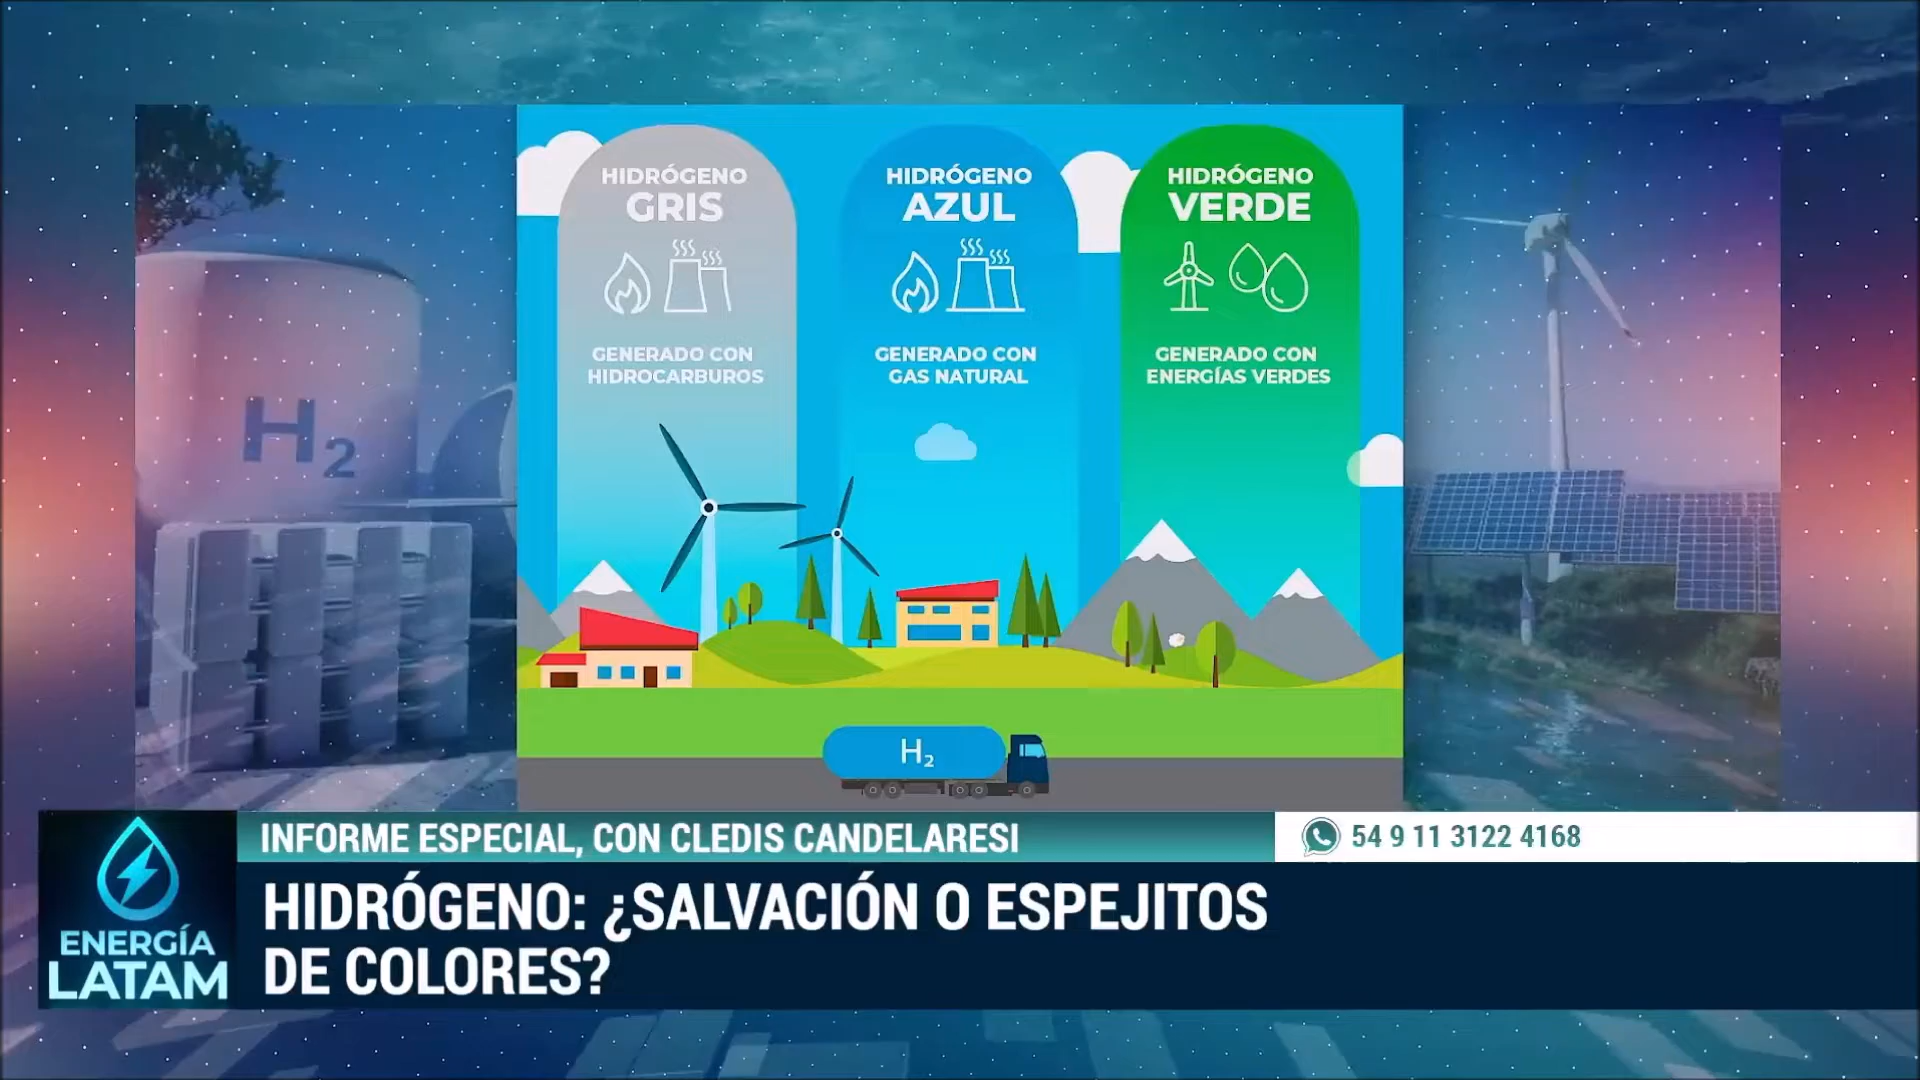 HIDRÓGENO
GRIS
GENERADO CON
HIDROCARBUROS
HIDRÓGENO
AZUL
GENERADO CON
GAS NATURAL
HIDRÓGENO
VERDE
GENERADO CON
ENERGÍAS VERDES
H2
H₂
INFORME ESPECIAL, CON CLEDIS CANDELARESI
54 9 11 3122 4168
HIDRÓGENO: ¿SALVACIÓN O ESPEJITOS
DE COLORES?
ENERGÍA
LATAM